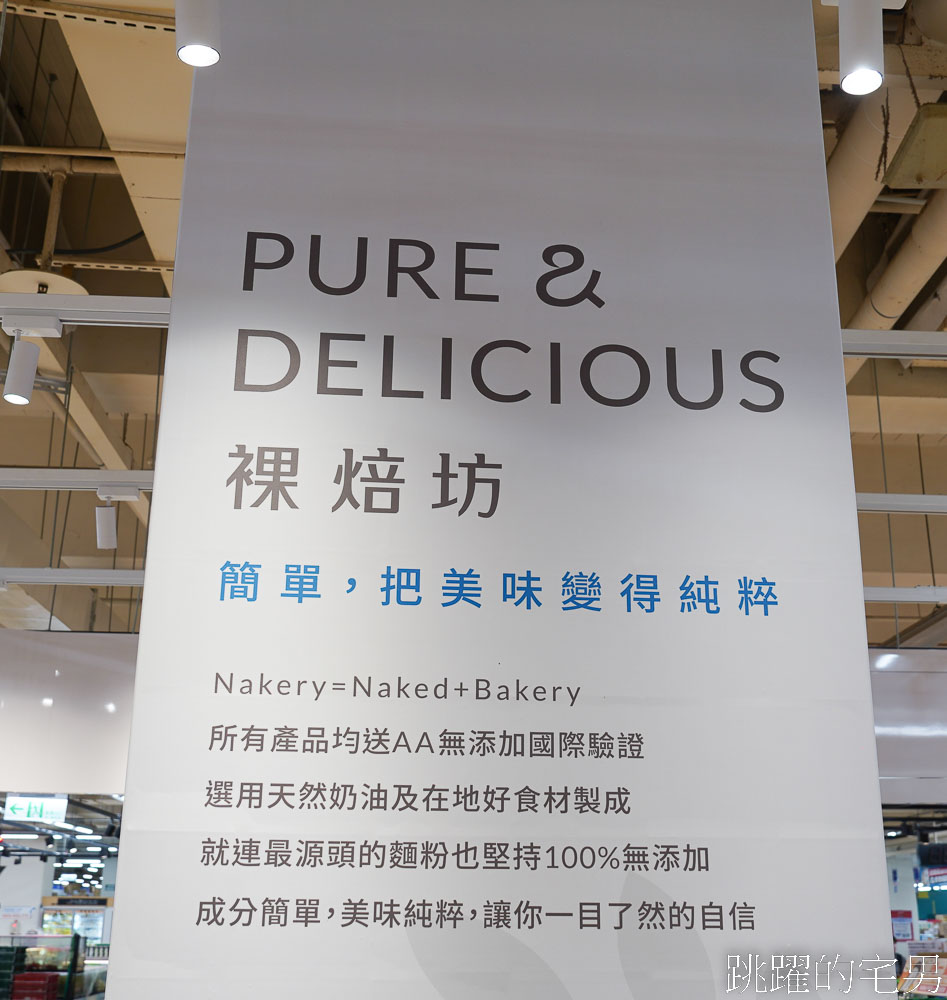 PURE &
DELICIOUS
裸焙坊
簡單,把美味變得純粹
Nakery=Naked+Bakery
所有產品均送AA無添加國際驗證
選用天然奶油及在地好食材製成
就連最源頭的麵粉也堅持100%無添加
成分簡單,美味純粹,讓你一目了然的自信
跳躍的宅男